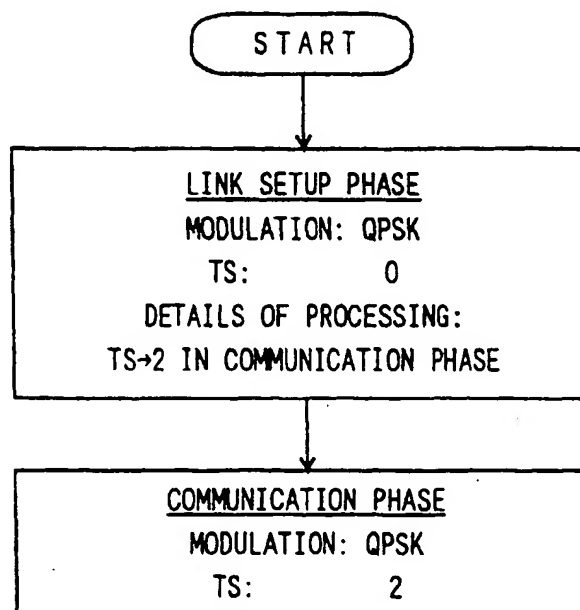 START
LINK SETUP PHASE
MODULATION: QPSK
TS: 0
DETAILS OF PROCESSING:
TS→2 IN COMMUNICATION PHASE
COMMUNICATION PHASE
MODULATION: QPSK
TS: 2